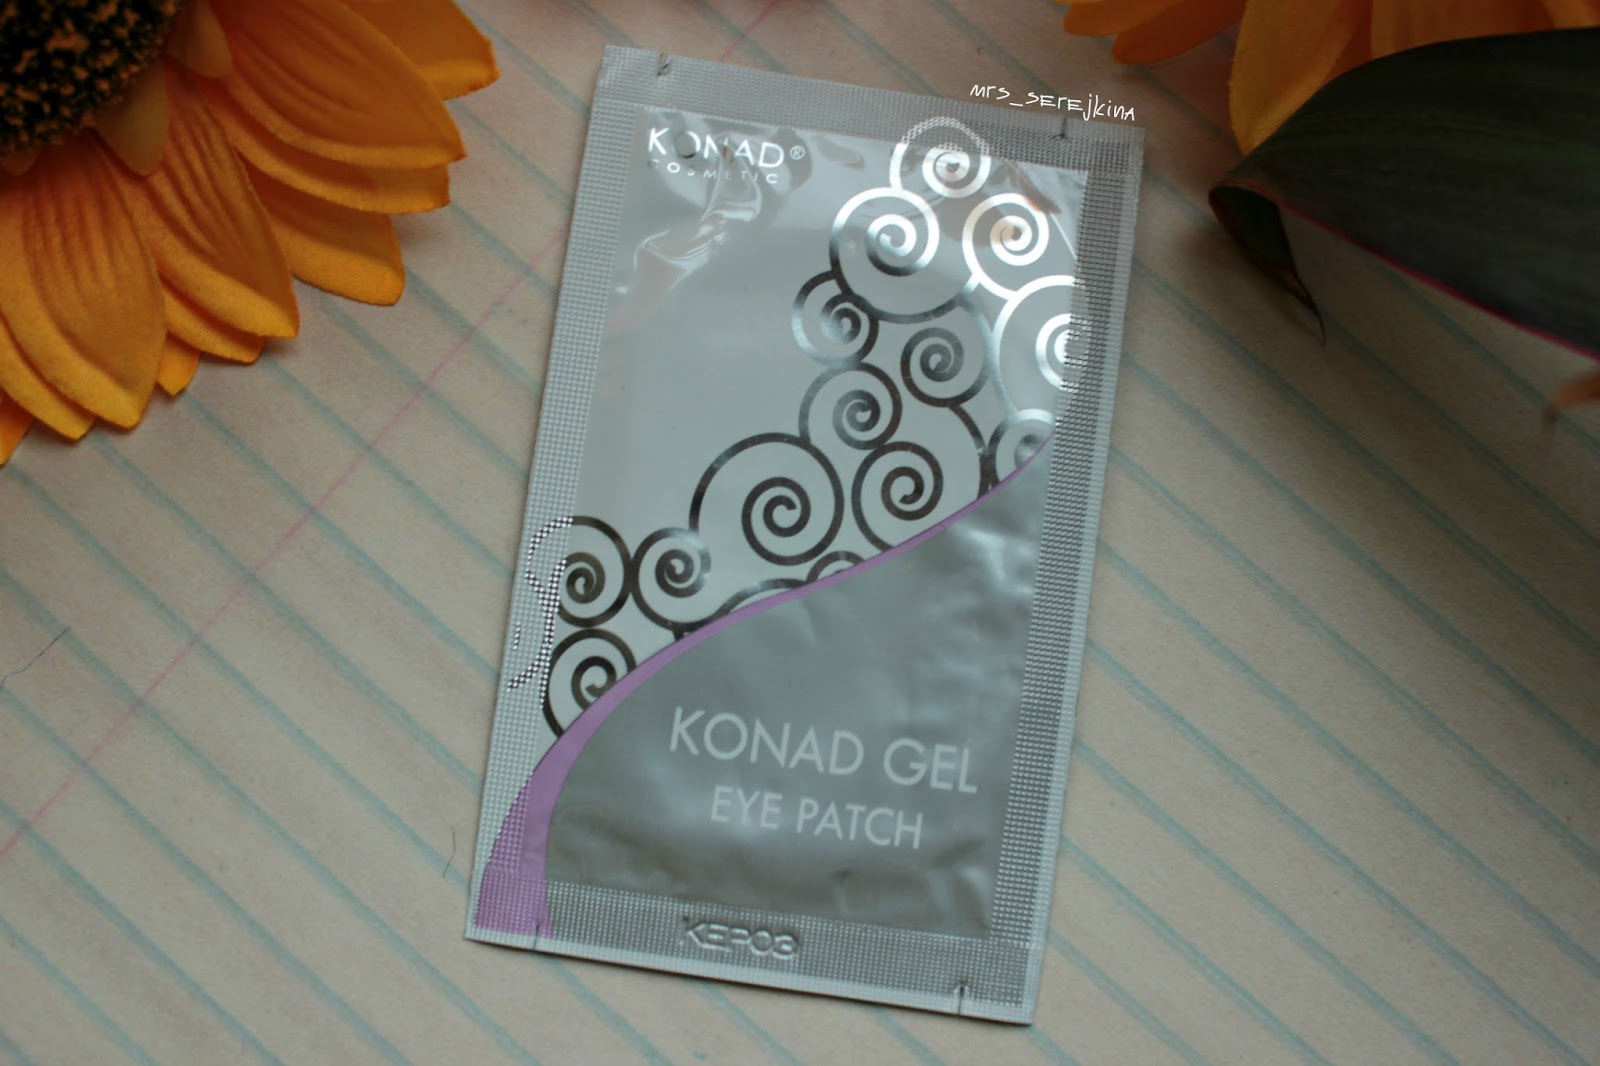 mrs_serejkina
KONAD®
COSMETIC
KONAD GEL
EYE PATCH
KEP03